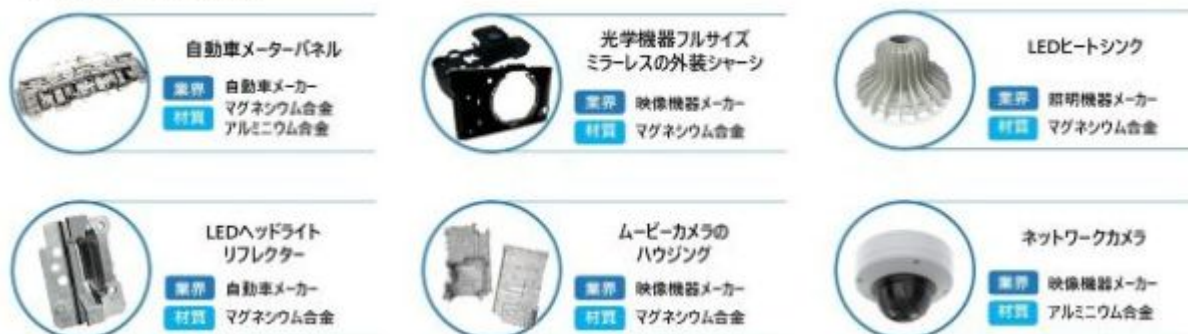 自動車メーターパネル
業界 自動車メーカー
材質 マグネシウム合金
アルミニウム合金
光学機器フルサイズ
ミラーレスの外装シャーシ
業界 映像機器メーカー
材質 マグネシウム合金
LEDヒートシンク
業界 照明機器メーカー
材質 マグネシウム合金
LEDヘッドライト
リフレクター
業界 自動車メーカー
材質 マグネシウム合金
ムービーカメラの
ハウジング
業界 映像機器メーカー
材質 マグネシウム合金
ネットワークカメラ
業界 映像機器メーカー
材質 アルミニウム合金